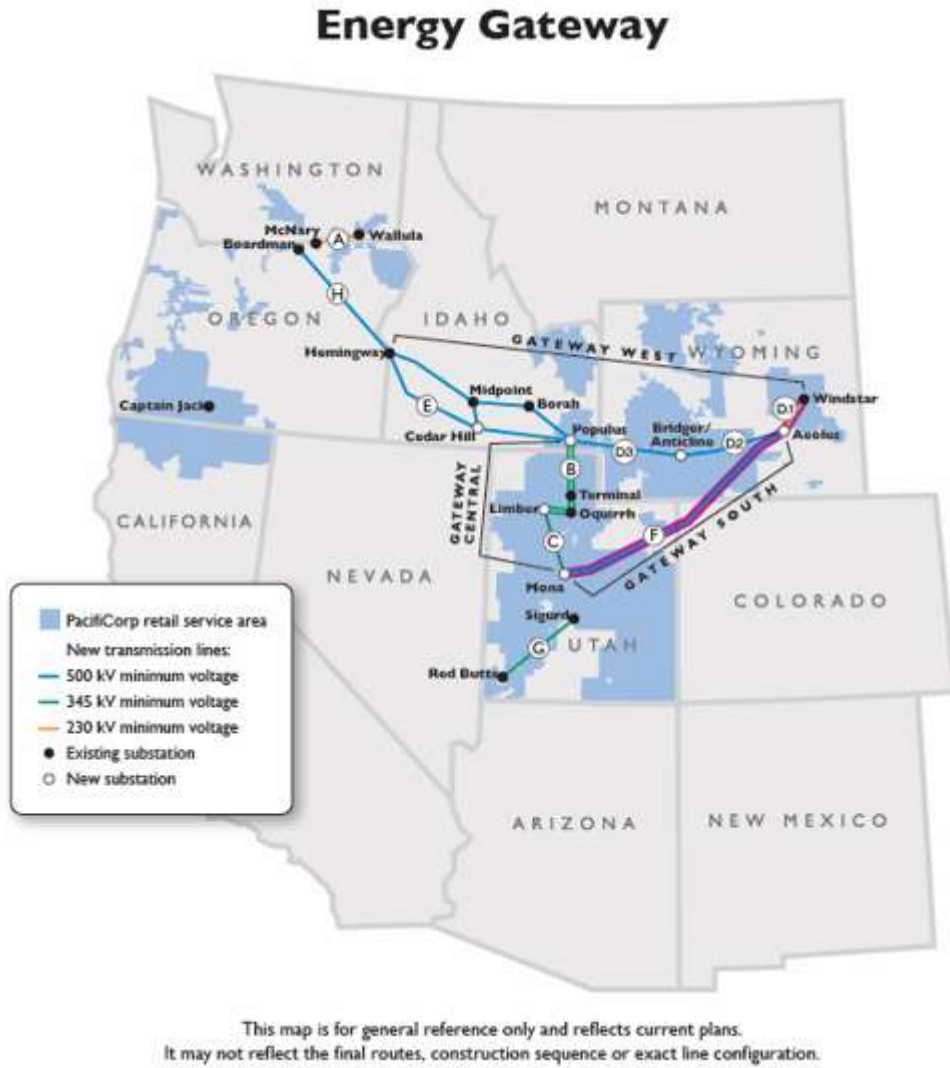 Energy Gateway
WASHINGTON
MONTANA
McNary
A
Wallula
Boardman
H
OREGON
IDAHO
GATEWAY WEST
WYOMING
Hemingway
Midpoint
Borah
Captain Jack
E
Cedar Hill
Populus
Bridger/
Anticline
D1
Windstar
D2
Aeolus
D3
B
GATEWAY
CENTRAL
Terminal
Limber
Oquirrh
CALIFORNIA
C
F
GATEWAY SOUTH
NEVADA
Mona
COLORADO
Sigurd
G
UTAH
Red Butte
PacifiCorp retail service area
New transmission lines:
500 kV minimum voltage
345 kV minimum voltage
230 kV minimum voltage
Existing substation
New substation
ARIZONA
NEW MEXICO
This map is for general reference only and reflects current plans.
It may not reflect the final routes, construction sequence or exact line configuration.